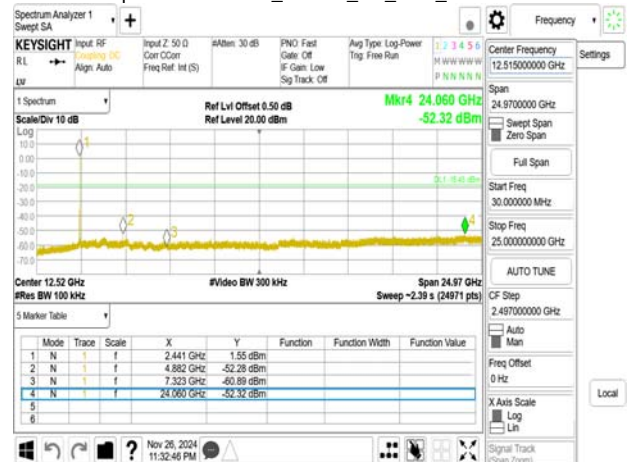 Spectrum Analyzer 1
Swept SA
+
Frequency
KEYSIGHT
RL
Input: RF
Coupling: DC
Align: Auto
Input Z: 50 Ω
Corr CCorr
Freq Ref: Int (S)
#Atten: 30 dB
PNO: Fast
Gate: Off
IF Gain: Low
Sig Track: Off
Avg Type: Log-Power
Trig: Free Run
1 2 3 4 5 6
M W W W W W
P N N N N N
Center Frequency
12.515000000 GHz
Settings
1 Spectrum
Scale/Div 10 dB
Ref Lvl Offset 0.50 dB
Ref Level 20.00 dBm
Mkr4 24.060 GHz
-52.32 dBm
Span
24.9700000 GHz
Swept Span
Zero Span
Full Span
Start Freq
30.000000 MHz
Stop Freq
25.000000000 GHz
AUTO TUNE
CF Step
2.497000000 GHz
Auto
Man
Freq Offset
0 Hz
X Axis Scale
Log
Lin
Signal Track
(Span Zoom)
Local
Log
10.0
0.00
-10.0
-20.0
-30.0
-40.0
-50.0
-60.0
-70.0
1
2
3
4
Center 12.52 GHz
#Res BW 100 kHz
#Video BW 300 kHz
Span 24.97 GHz
Sweep ~2.39 s (24971 pts)
5 Marker Table
Mode Trace Scale X Y Function Function Width Function Value
1 N 1 f 2.441 GHz 1.55 dBm
2 N 1 f 4.882 GHz -52.28 dBm
3 N 1 f 7.323 GHz -60.89 dBm
4 N 1 f 24.060 GHz -52.32 dBm
5
6
?
Nov 26, 2024
11:32:46 PM